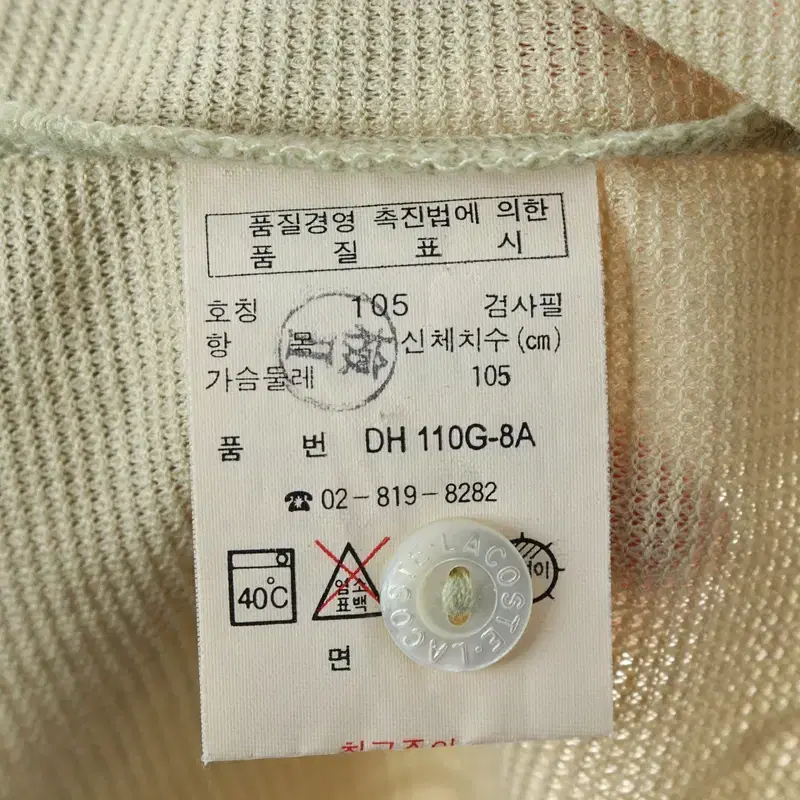 품질경영 촉진법에 의한
품 질 표 시
호칭 105 검사필
항 목 신체치수(cm)
가슴둘레 105
품 번 DH 110G-8A
☎ 02-819-8282
40℃
염소
표백
LACOSTE · LACOSTE ·
면